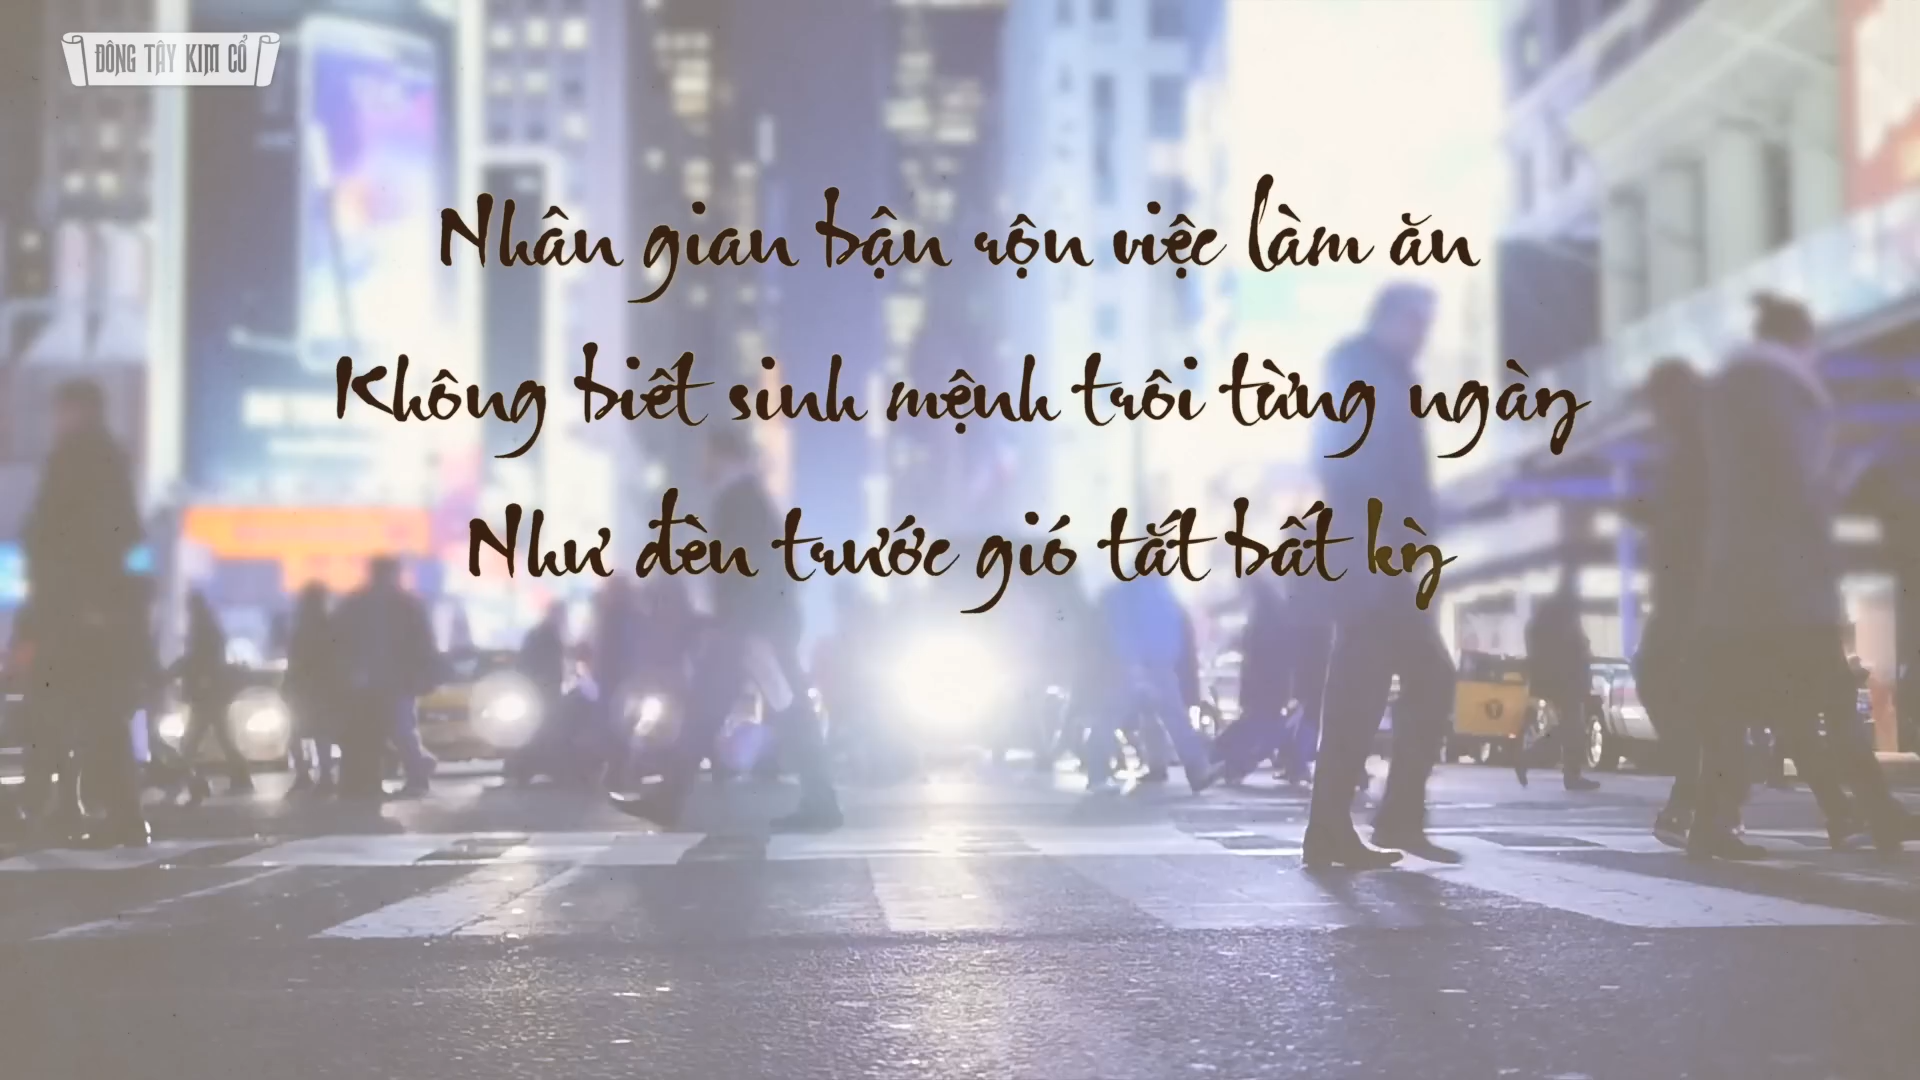 ĐÔNG TÂY KIM CỔ
Nhân gian bận rộn việc làm ăn
Không biết sinh mệnh trôi từng ngày
Như đèn trước gió tắt bất kỳ